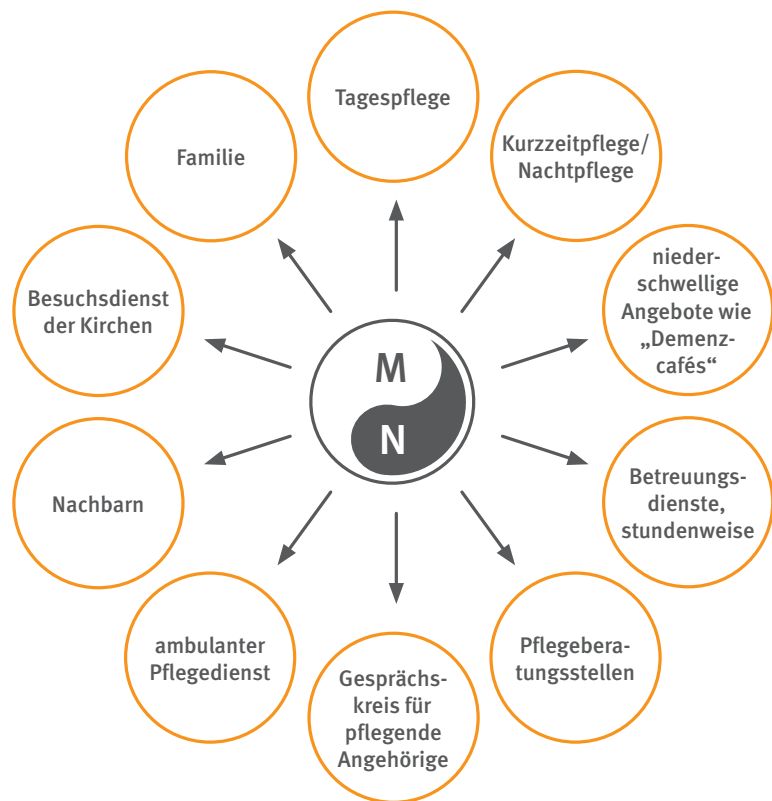 Tagespflege
Kurzzeitpflege/
Nachtpflege
nieder-
schwellige
Angebote wie
„Demenz-
cafés“
Betreuungs-
dienste,
stundenweise
Pflegebera-
tungsstellen
Gesprächs-
kreis für
pflegende
Angehörige
ambulanter
Pflegedienst
Nachbarn
Besuchsdienst
der Kirchen
Familie
M
N